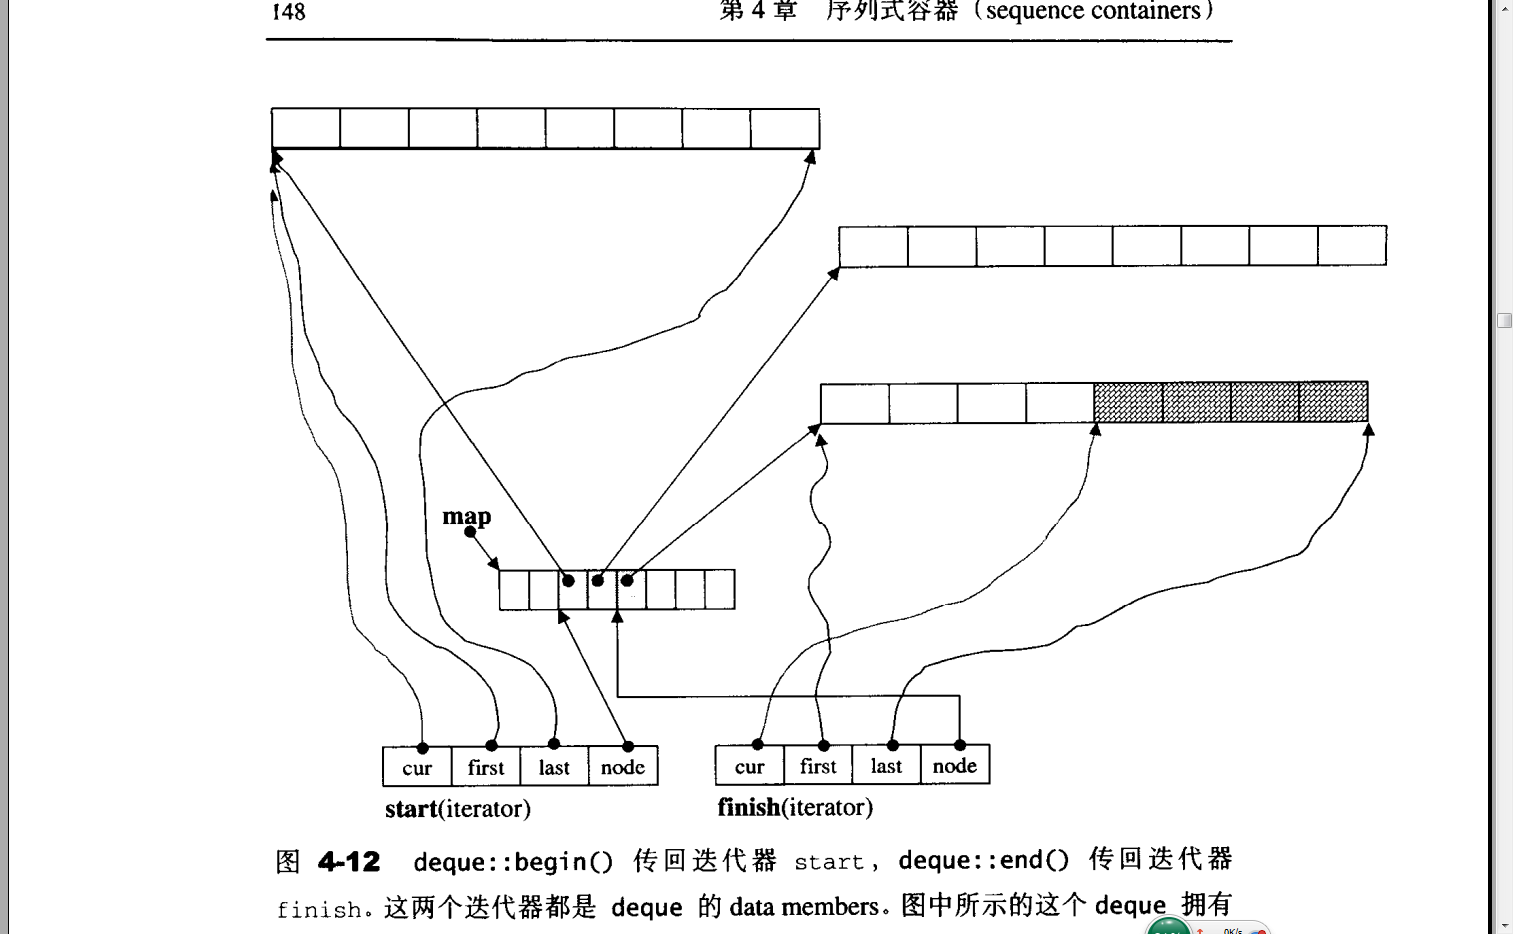 148
第 4 章 序列式容器（sequence containers）
map
cur first last node
cur first last node
start(iterator)
finish(iterator)
图 4-12 deque::begin() 传回迭代器 start, deque::end() 传回迭代器
finish。这两个迭代器都是 deque 的 data members。图中所示的这个 deque 拥有
0K/s